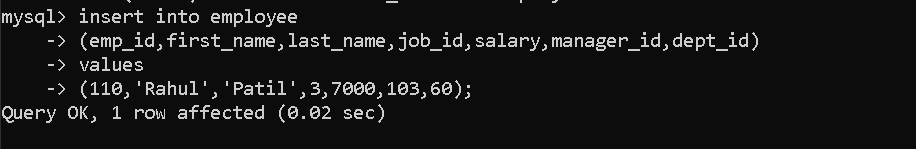 mysql> insert into employee
    -> (emp_id,first_name,last_name,job_id,salary,manager_id,dept_id)
    -> values
    -> (110,'Rahul','Patil',3,7000,103,60);
Query OK, 1 row affected (0.02 sec)